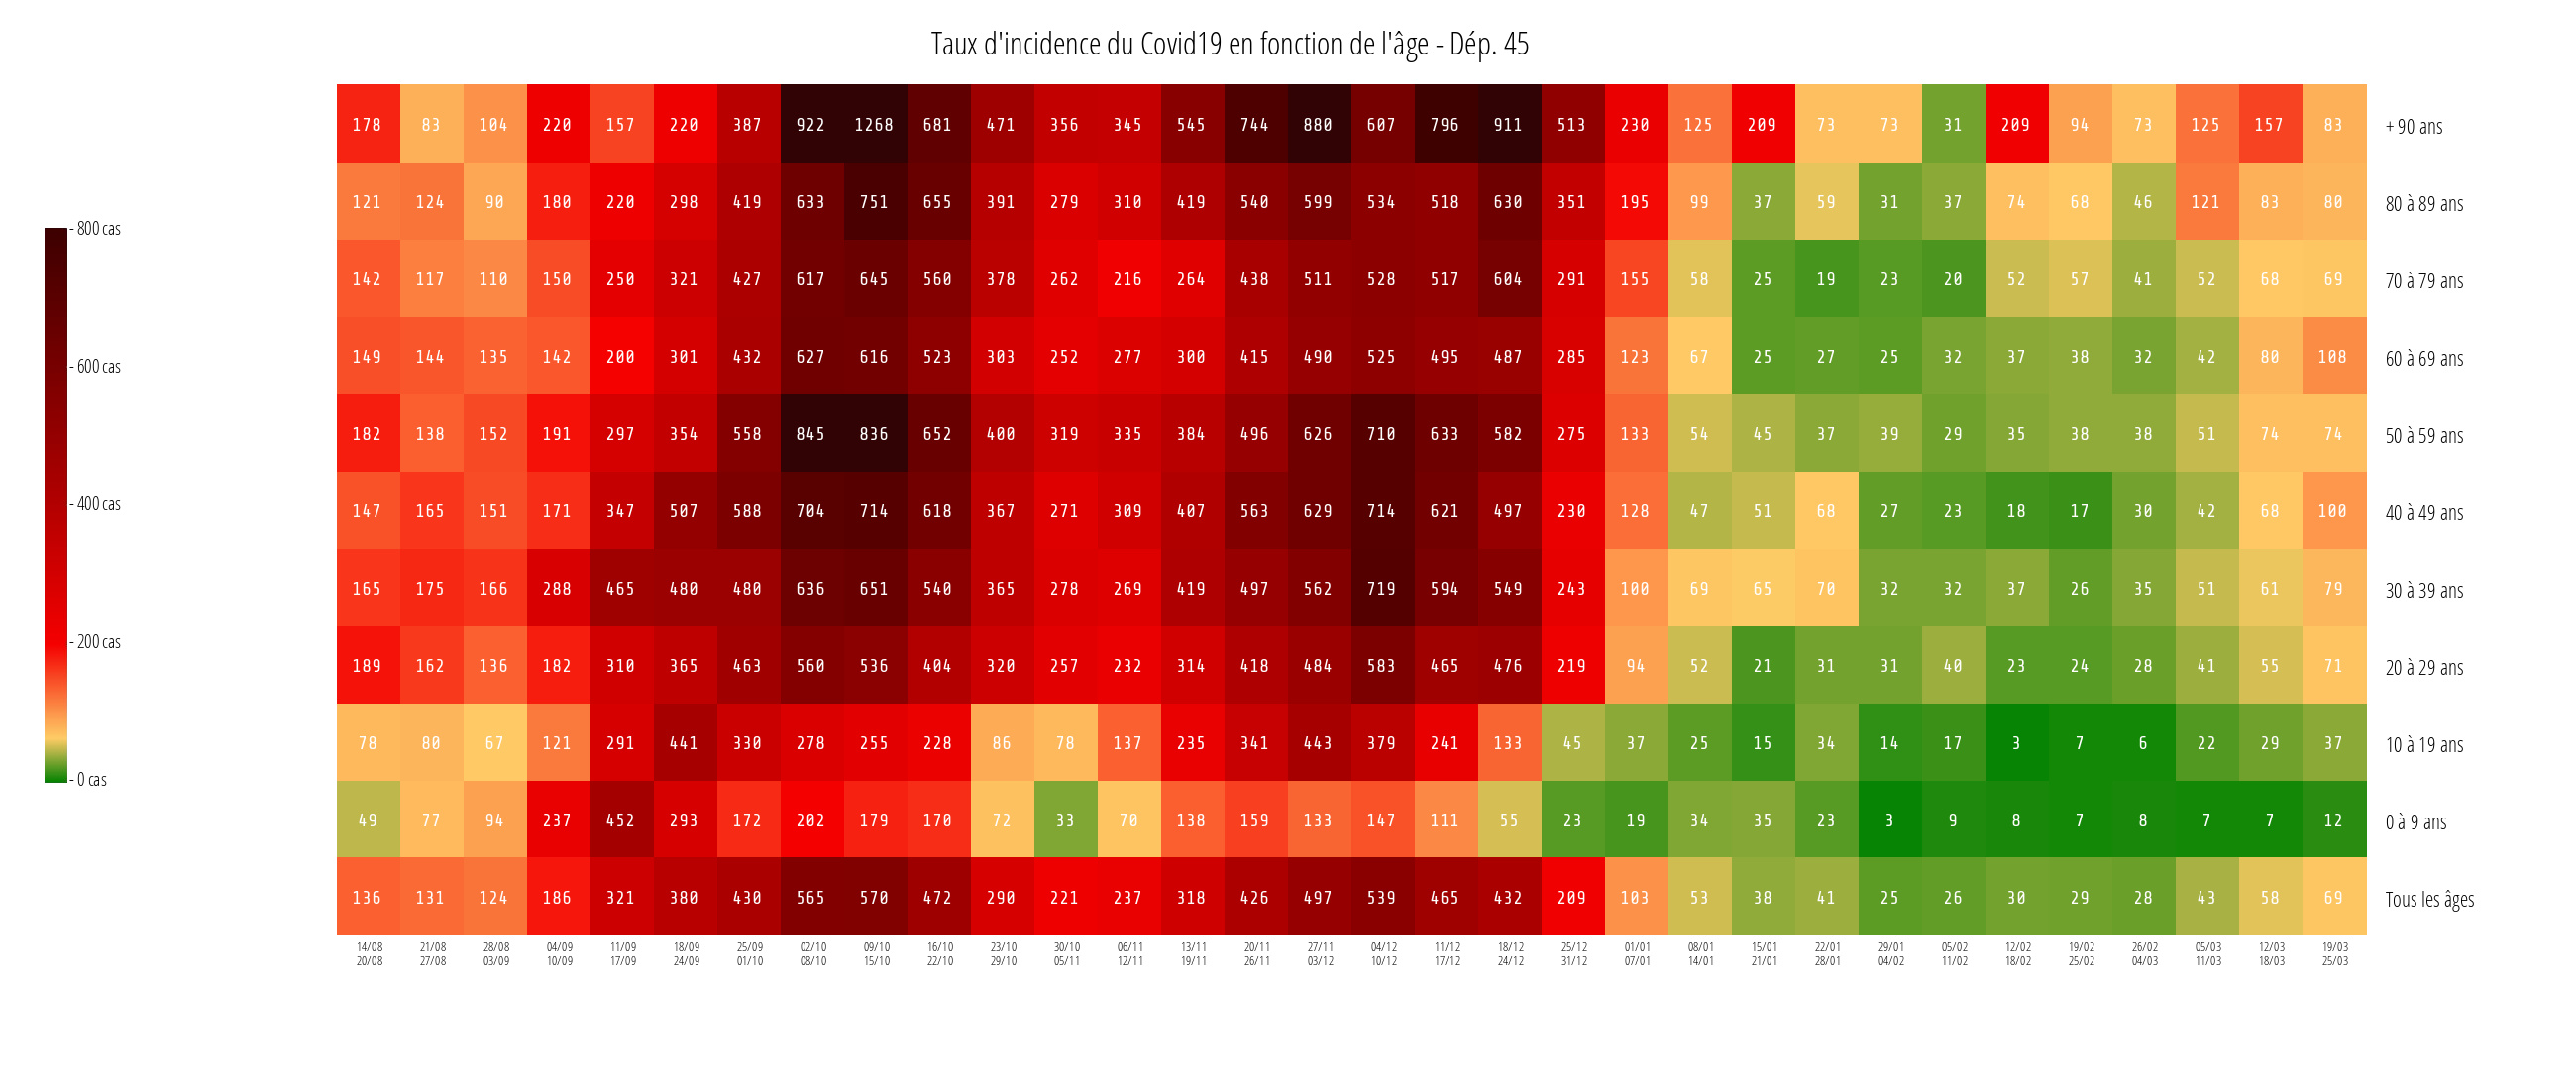 Taux d'incidence du Covid19 en fonction de l'âge - Dép. 45
- 800 cas
- 600 cas
- 400 cas
- 200 cas
- 0 cas
178 83 104 220 157 220 387 922 1268 681 471 356 345 545 744 880 607 796 911 513 230 125 209 73 73 31 209 94 73 125 157 83 + 90 ans
121 124 90 180 220 298 419 633 751 655 391 279 310 419 540 599 534 518 630 351 195 99 37 59 31 37 74 68 46 121 83 80 80 à 89 ans
142 117 110 150 250 321 427 617 645 560 378 262 216 264 438 511 528 517 604 291 155 58 25 19 23 20 52 57 41 52 68 69 70 à 79 ans
149 144 135 142 200 301 432 627 616 523 303 252 277 300 415 490 525 495 487 285 123 67 25 27 25 32 37 38 32 42 80 108 60 à 69 ans
182 138 152 191 297 354 558 845 836 652 400 319 335 384 496 626 710 633 582 275 133 54 45 37 39 29 35 38 38 51 74 74 50 à 59 ans
147 165 151 171 347 507 588 704 714 618 367 271 309 407 563 629 714 621 497 230 128 47 51 68 27 23 18 17 30 42 68 100 40 à 49 ans
165 175 166 288 465 480 480 636 651 540 365 278 269 419 497 562 719 594 549 243 100 69 65 70 32 32 37 26 35 51 61 79 30 à 39 ans
189 162 136 182 310 365 463 560 536 404 320 257 232 314 418 484 583 465 476 219 94 52 21 31 31 40 23 24 28 41 55 71 20 à 29 ans
78 80 67 121 291 441 330 278 255 228 86 78 137 235 341 443 379 241 133 45 37 25 15 34 14 17 3 7 6 22 29 37 10 à 19 ans
49 77 94 237 452 293 172 202 179 170 72 33 70 138 159 133 147 111 55 23 19 34 35 23 3 9 8 7 8 7 7 12 0 à 9 ans
136 131 124 186 321 380 430 565 570 472 290 221 237 318 426 497 539 465 432 209 103 53 38 41 25 26 30 29 28 43 58 69 Tous les âges
14/08 21/08 28/08 04/09 11/09 18/09 25/09 02/10 09/10 16/10 23/10 30/10 06/11 13/11 20/11 27/11 04/12 11/12 18/12 25/12 01/01 08/01 15/01 22/01 29/01 05/02 12/02 19/02 26/02 05/03 12/03 19/03
20/08 27/08 03/09 10/09 17/09 24/09 01/10 08/10 15/10 22/10 29/10 05/11 12/11 19/11 26/11 03/12 10/12 17/12 24/12 31/12 07/01 14/01 21/01 28/01 04/02 11/02 18/02 25/02 04/03 11/03 18/03 25/03